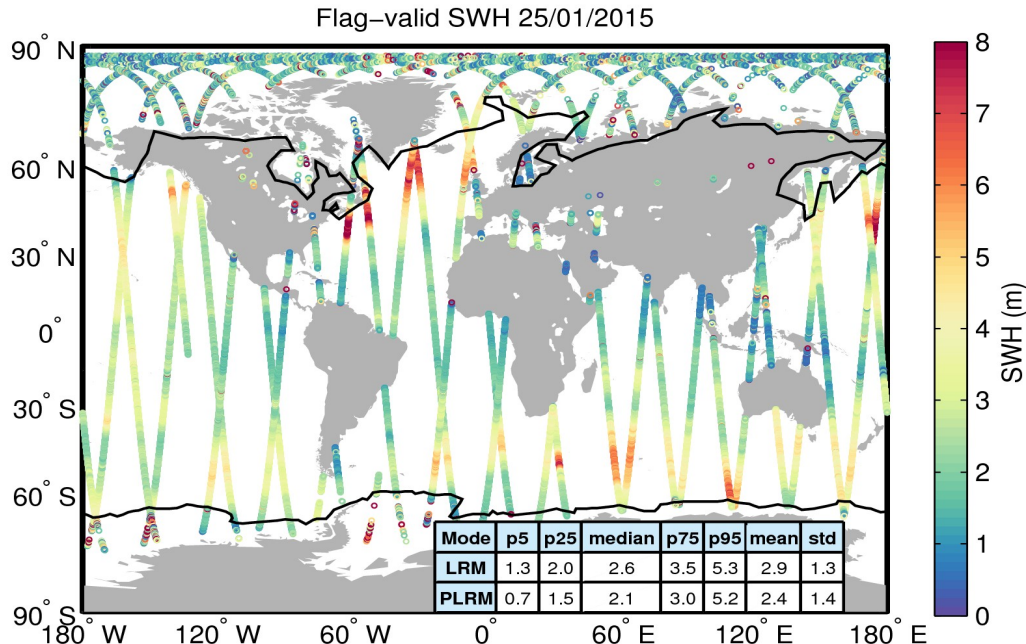 Flag−valid SWH 25/01/2015
90° N
60° N
30° N
0°
30° S
60° S
90° S
180° W
120° W
60° W
0°
60° E
120° E
180° E
8
7
6
5
4
3
2
1
0
SWH (m)
Mode p5 p25 median p75 p95 mean std
LRM 1.3 2.0 2.6 3.5 5.3 2.9 1.3
PLRM 0.7 1.5 2.1 3.0 5.2 2.4 1.4